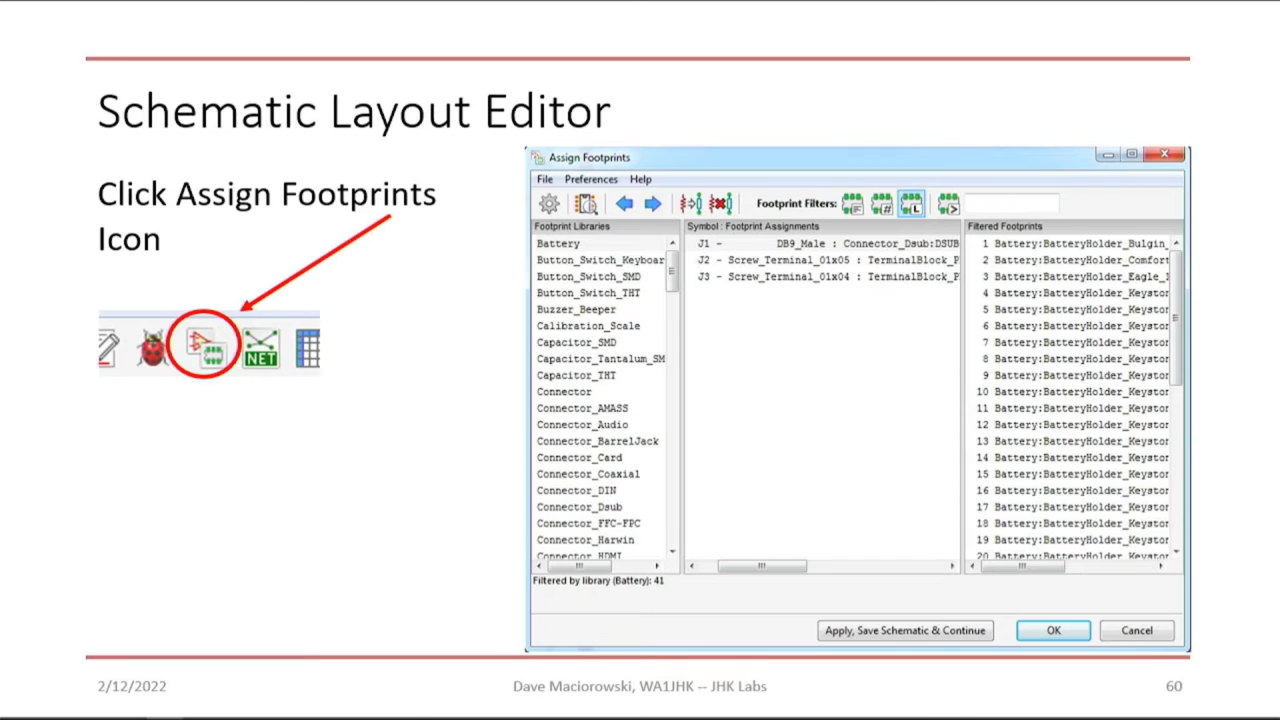 Schematic Layout Editor
Click Assign Footprints
Icon
NET
Assign Footprints
File Preferences Help
Footprint Filters:
L
Footprint Libraries
Battery
Button_Switch_Keyboar
Button_Switch_SMD
Button_Switch_THT
Buzzer_Beeper
Calibration_Scale
Capacitor_SMD
Capacitor_Tantalum_SM
Capacitor_THT
Connector
Connector_AMASS
Connector_Audio
Connector_BarrelJack
Connector_Card
Connector_Coaxial
Connector_DIN
Connector_Dsub
Connector_FFC-FPC
Connector_Harwin
Connector_HDMI
Symbol : Footprint Assignments
J1 - DB9_Male : Connector_Dsub:DSUB
J2 - Screw_Terminal_01x05 : TerminalBlock_P
J3 - Screw_Terminal_01x04 : TerminalBlock_P
Filtered Footprints
1 Battery:BatteryHolder_Bulgin_
2 Battery:BatteryHolder_Comfort
3 Battery:BatteryHolder_Eagle_1
4 Battery:BatteryHolder_Keystor
5 Battery:BatteryHolder_Keystor
6 Battery:BatteryHolder_Keystor
7 Battery:BatteryHolder_Keystor
8 Battery:BatteryHolder_Keystor
9 Battery:BatteryHolder_Keystor
10 Battery:BatteryHolder_Keystor
11 Battery:BatteryHolder_Keystor
12 Battery:BatteryHolder_Keystor
13 Battery:BatteryHolder_Keystor
14 Battery:BatteryHolder_Keystor
15 Battery:BatteryHolder_Keystor
16 Battery:BatteryHolder_Keystor
17 Battery:BatteryHolder_Keystor
18 Battery:BatteryHolder_Keystor
19 Battery:BatteryHolder_Keystor
20 Battery:BatteryHolder_Keystor
Filtered by library (Battery): 41
Apply, Save Schematic & Continue OK Cancel
2/12/2022 Dave Maciorowski, WA1JHK -- JHK Labs 60